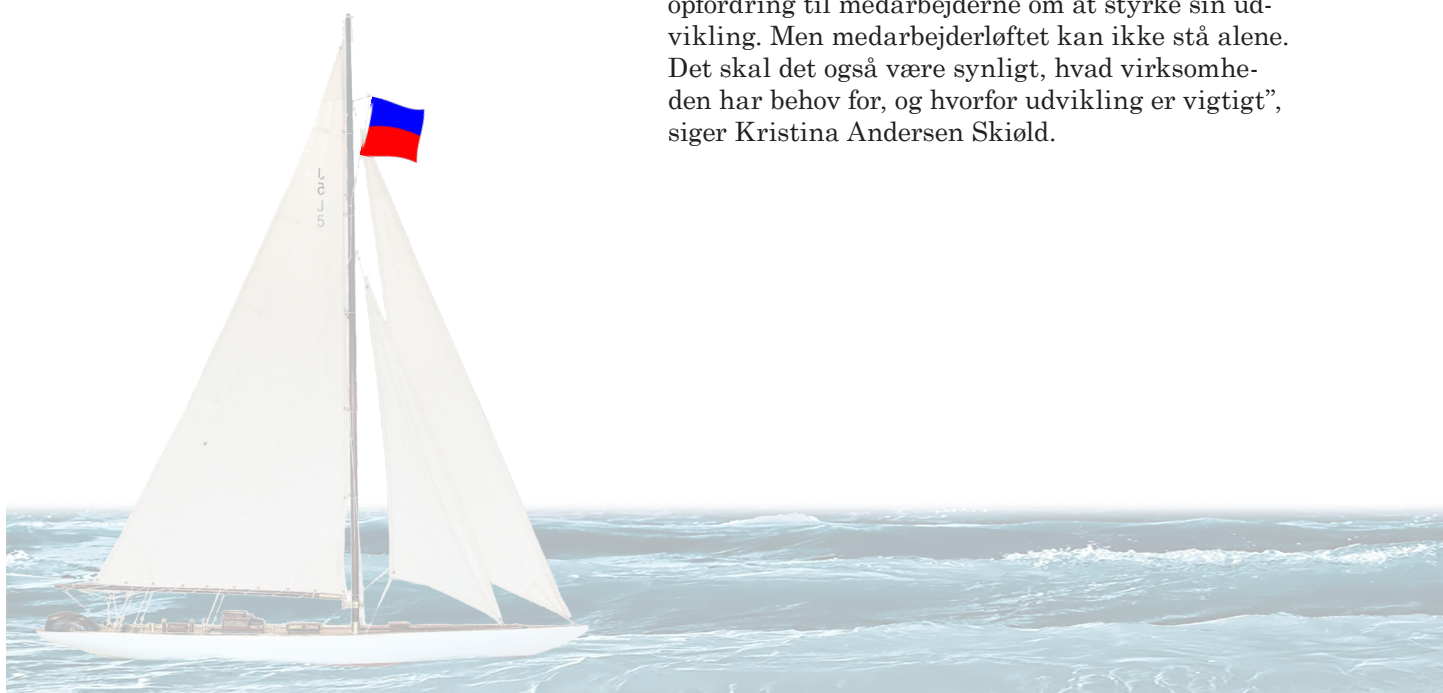 opfordring til medarbejderne om at styrke sin ud-
vikling. Men medarbejderløftet kan ikke stå alene.
Det skal det også være synligt, hvad virksomhe-
den har behov for, og hvorfor udvikling er vigtigt”,
siger Kristina Andersen Skiøld.